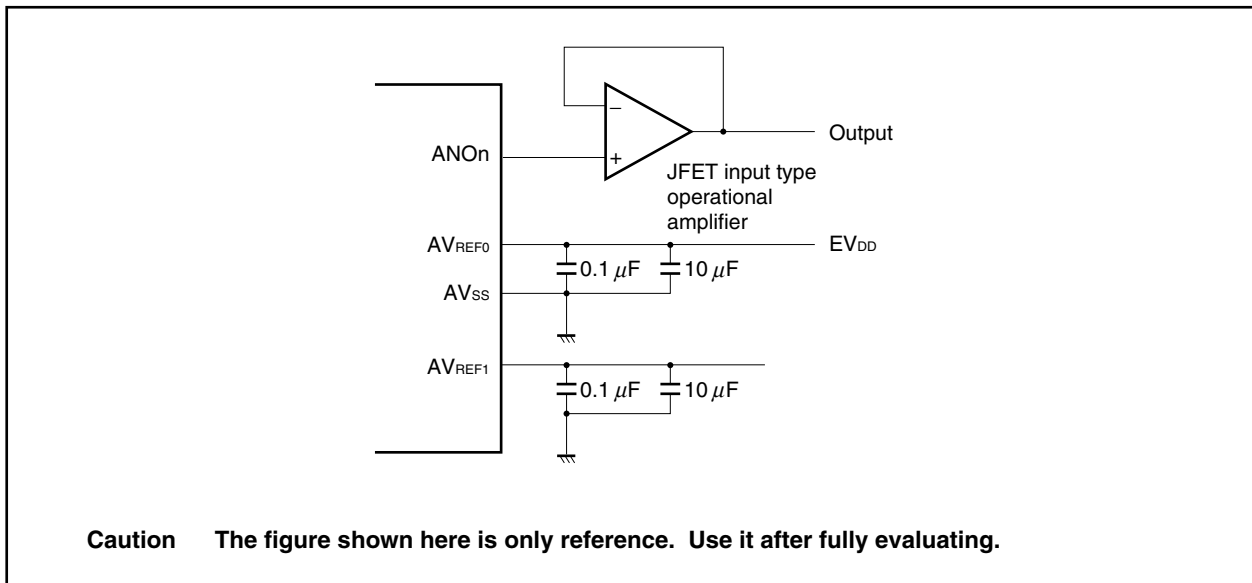 −
+
Output
ANOn
JFET input type
operational
amplifier
AVREF0
EVDD
0.1 μF
10 μF
AVSS
AVREF1
0.1 μF
10 μF
Caution The figure shown here is only reference. Use it after fully evaluating.